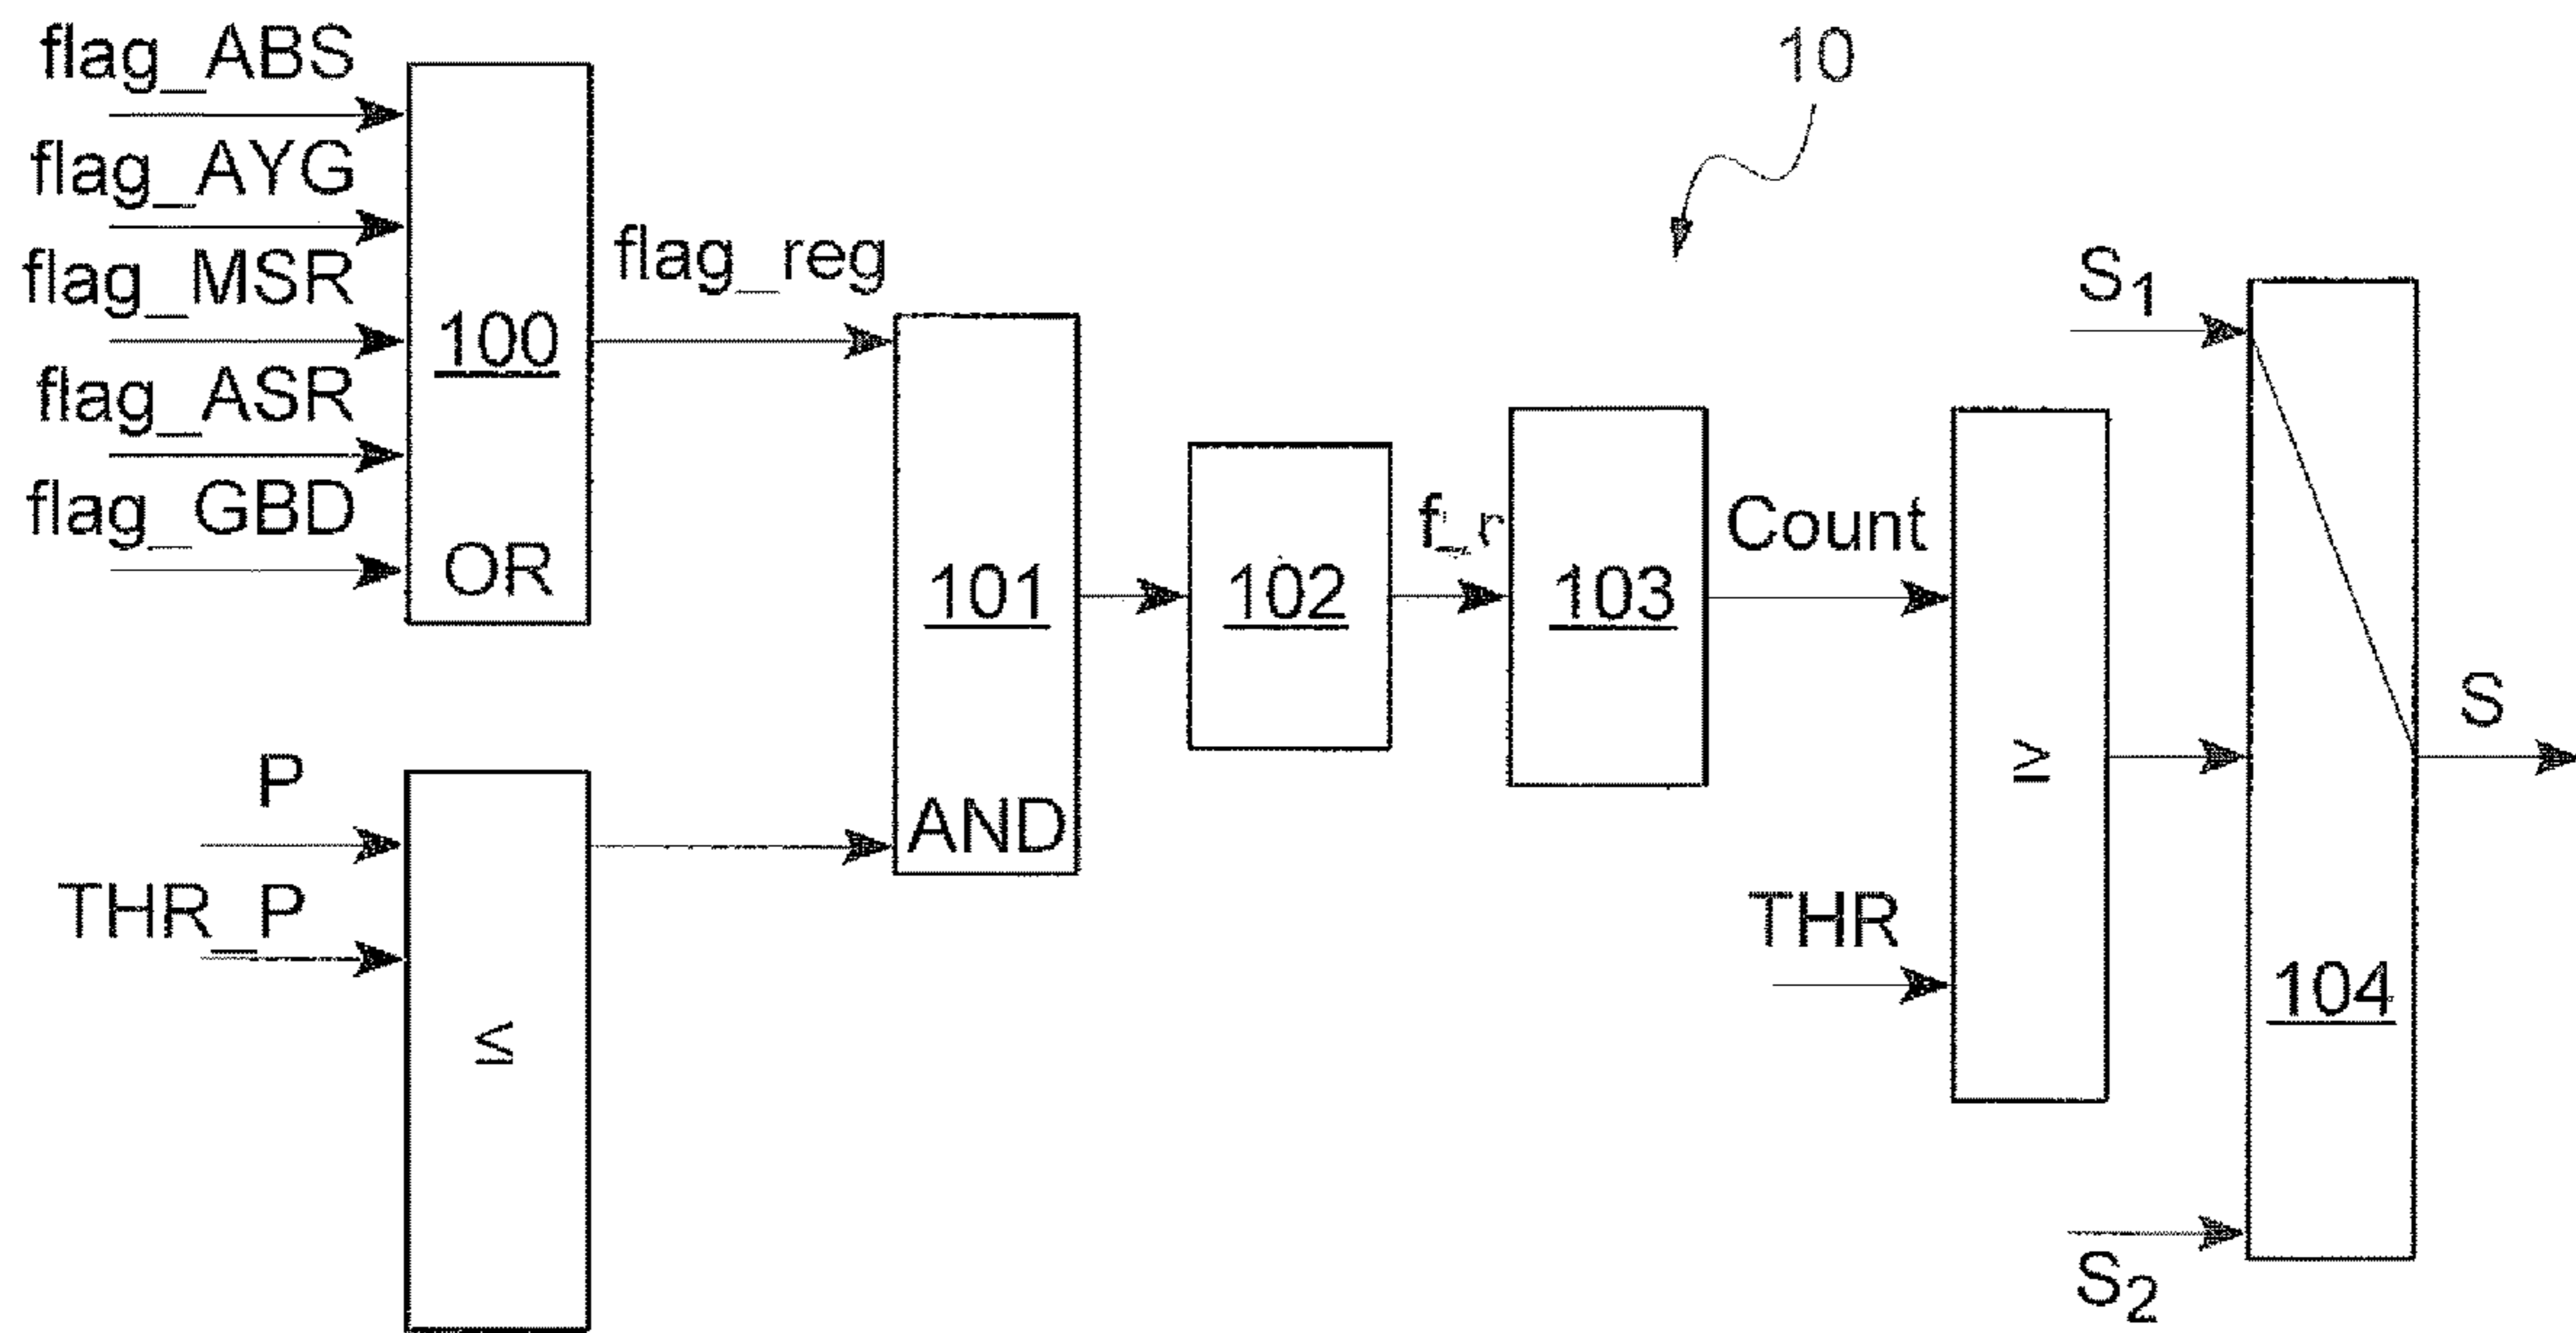 flag_ABS
flag_AYG
flag_MSR
flag_ASR
flag_GBD
100
OR
flag_reg
10
P
THR_P
≤
101
AND
102
f_r
103
Count
THR
≥
S1
S2
104
S